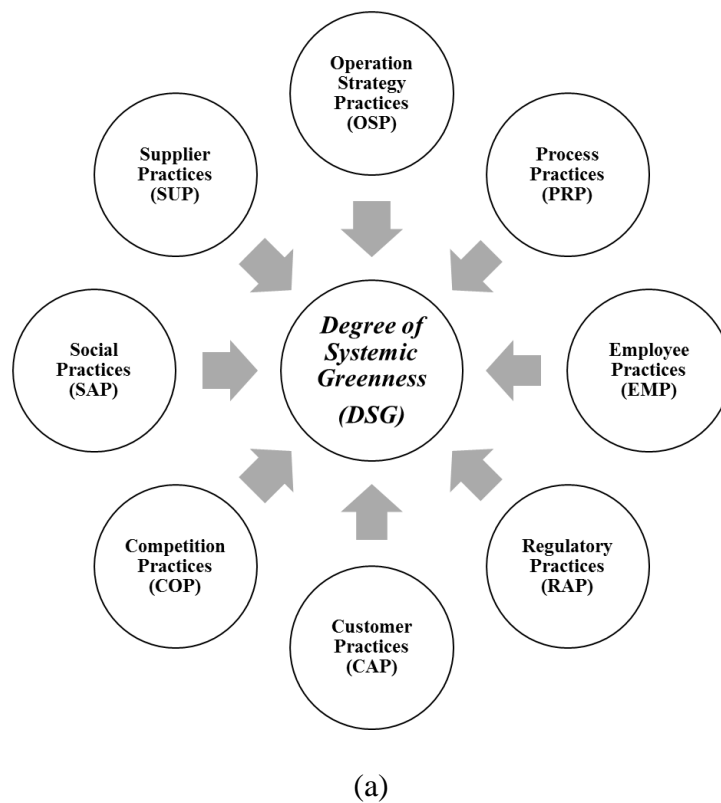 Operation
Strategy
Practices
(OSP)
Process
Practices
(PRP)
Employee
Practices
(EMP)
Regulatory
Practices
(RAP)
Customer
Practices
(CAP)
Competition
Practices
(COP)
Social
Practices
(SAP)
Supplier
Practices
(SUP)
Degree of
Systemic
Greenness
(DSG)
(a)